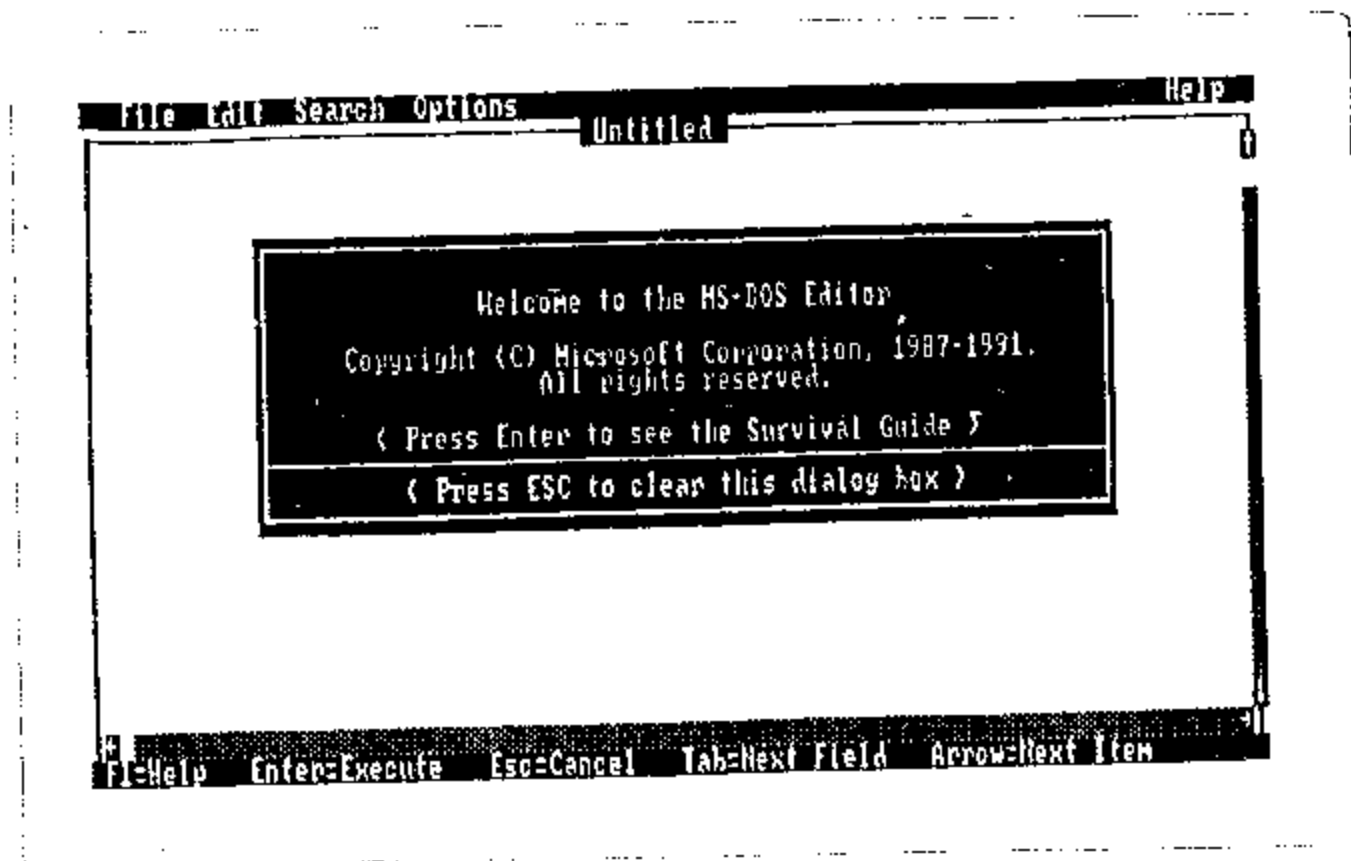 File Edit Search Options Help
Untitled
Welcome to the MS-DOS Editor
Copyright (C) Microsoft Corporation, 1987-1991.
All rights reserved.
< Press Enter to see the Survival Guide >
< Press ESC to clear this dialog box >
F1=Help Enter=Execute Esc=Cancel Tab=Next Field Arrow=Next Item